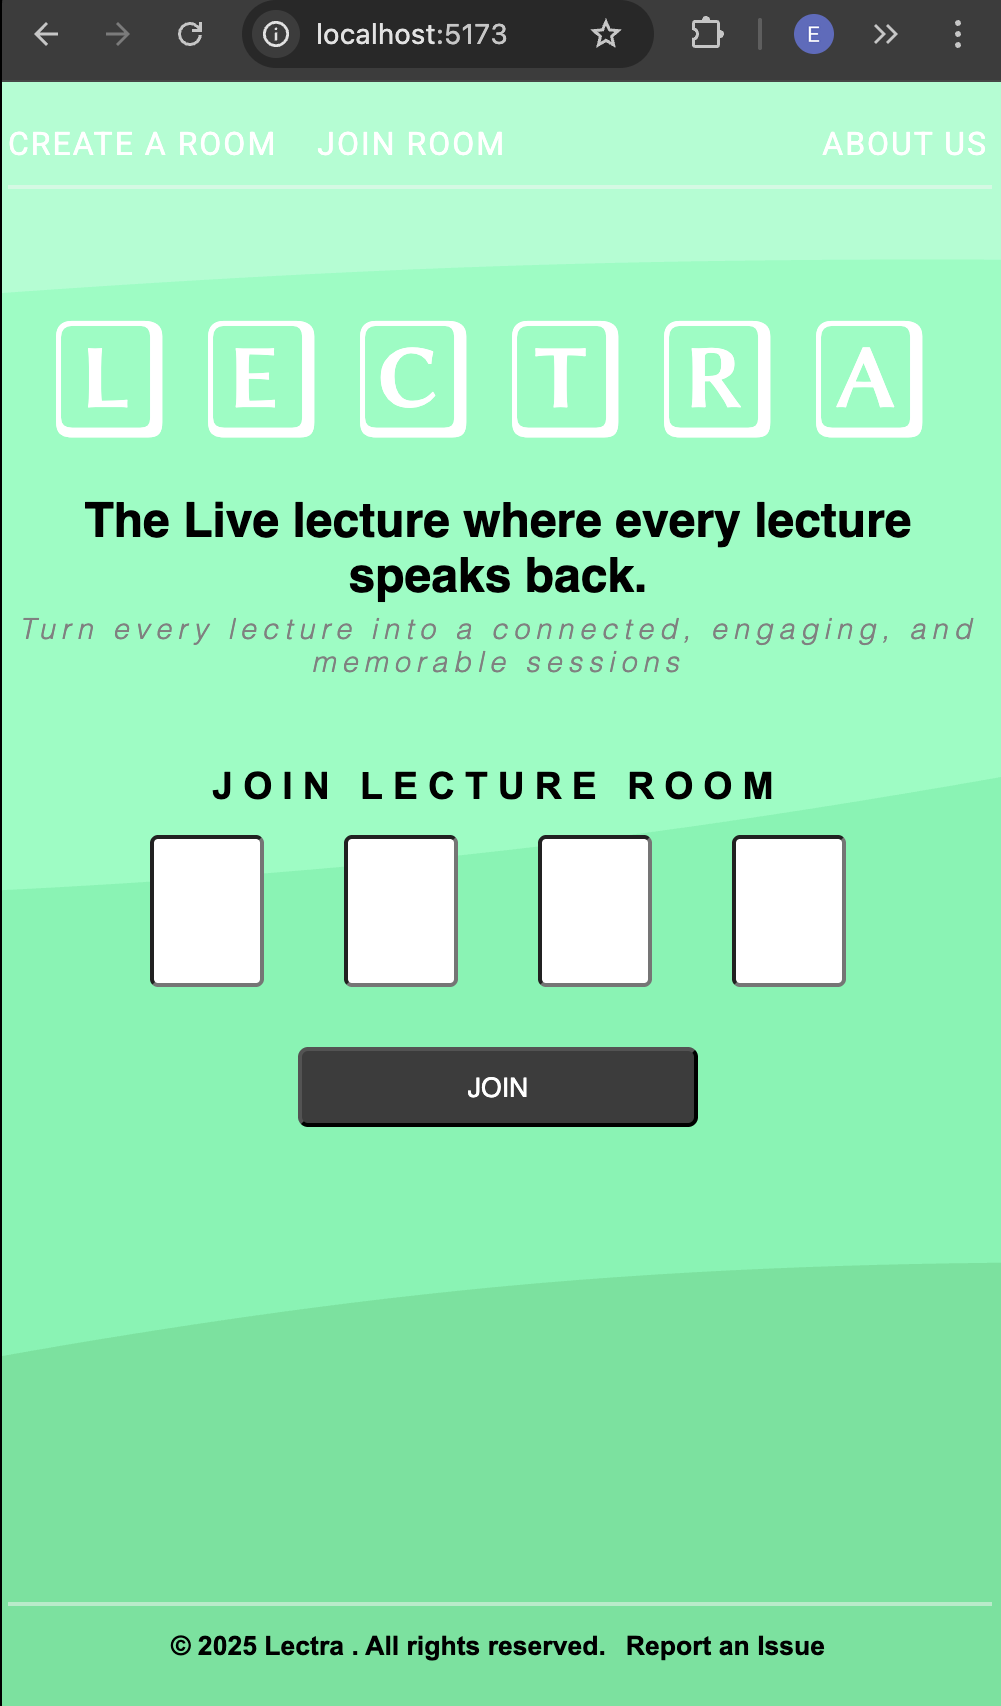 localhost:5173
E
CREATE A ROOM JOIN ROOM ABOUT US
L E C T R A
The Live lecture where every lecture
speaks back.
Turn every lecture into a connected, engaging, and
memorable sessions
JOIN LECTURE ROOM
JOIN
© 2025 Lectra . All rights reserved. Report an Issue